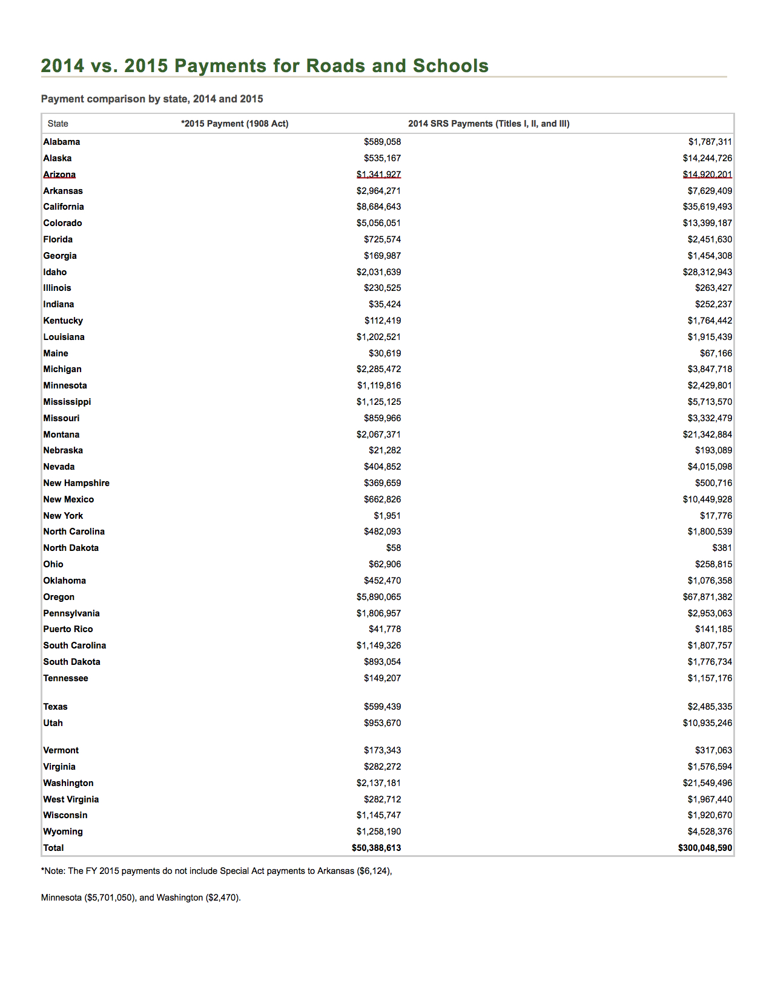 2014 vs. 2015 Payments for Roads and Schools
Payment comparison by state, 2014 and 2015
State *2015 Payment (1908 Act) 2014 SRS Payments (Titles I, II, and III)
Alabama $589,058 $1,787,311
Alaska $535,167 $14,244,726
Arizona $1,341,927 $14,920,201
Arkansas $2,964,271 $7,629,409
California $8,684,643 $35,619,493
Colorado $5,056,051 $13,399,187
Florida $725,574 $2,451,630
Georgia $169,987 $1,454,308
Idaho $2,031,639 $28,312,943
Illinois $230,525 $263,427
Indiana $35,424 $252,237
Kentucky $112,419 $1,764,442
Louisiana $1,202,521 $1,915,439
Maine $30,619 $67,166
Michigan $2,285,472 $3,847,718
Minnesota $1,119,816 $2,429,801
Mississippi $1,125,125 $5,713,570
Missouri $859,966 $3,332,479
Montana $2,067,371 $21,342,884
Nebraska $21,282 $193,089
Nevada $404,852 $4,015,098
New Hampshire $369,659 $500,716
New Mexico $662,826 $10,449,928
New York $1,951 $17,776
North Carolina $482,093 $1,800,539
North Dakota $58 $381
Ohio $62,906 $258,815
Oklahoma $452,470 $1,076,358
Oregon $5,890,065 $67,871,382
Pennsylvania $1,806,957 $2,953,063
Puerto Rico $41,778 $141,185
South Carolina $1,149,326 $1,807,757
South Dakota $893,054 $1,776,734
Tennessee $149,207 $1,157,176
Texas $599,439 $2,485,335
Utah $953,670 $10,935,246
Vermont $173,343 $317,063
Virginia $282,272 $1,576,594
Washington $2,137,181 $21,549,496
West Virginia $282,712 $1,967,440
Wisconsin $1,145,747 $1,920,670
Wyoming $1,258,190 $4,528,376
Total $50,388,613 $300,048,590
*Note: The FY 2015 payments do not include Special Act payments to Arkansas ($6,124),
Minnesota ($5,701,050), and Washington ($2,470).